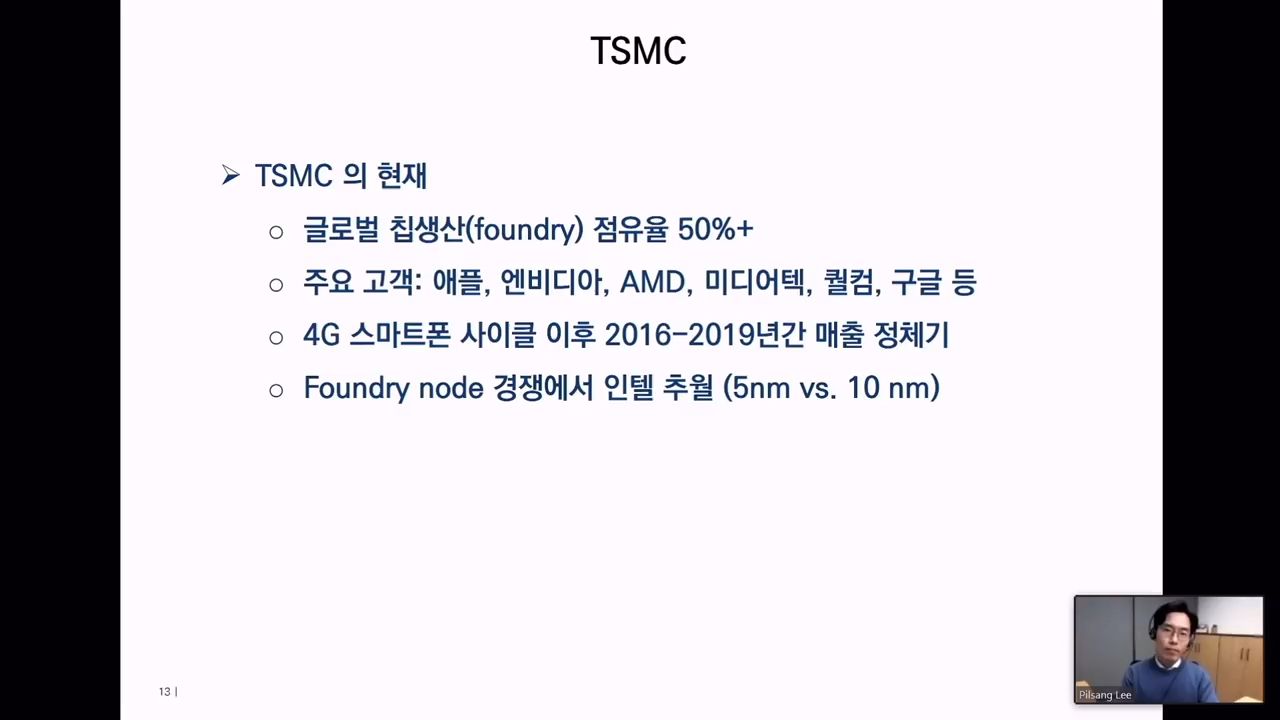 TSMC
➢ TSMC 의 현재
○ 글로벌 칩생산(foundry) 점유율 50%+
○ 주요 고객: 애플, 엔비디아, AMD, 미디어텍, 퀄컴, 구글 등
○ 4G 스마트폰 사이클 이후 2016-2019년간 매출 정체기
○ Foundry node 경쟁에서 인텔 추월 (5nm vs. 10 nm)
13 |
Pilsang Lee